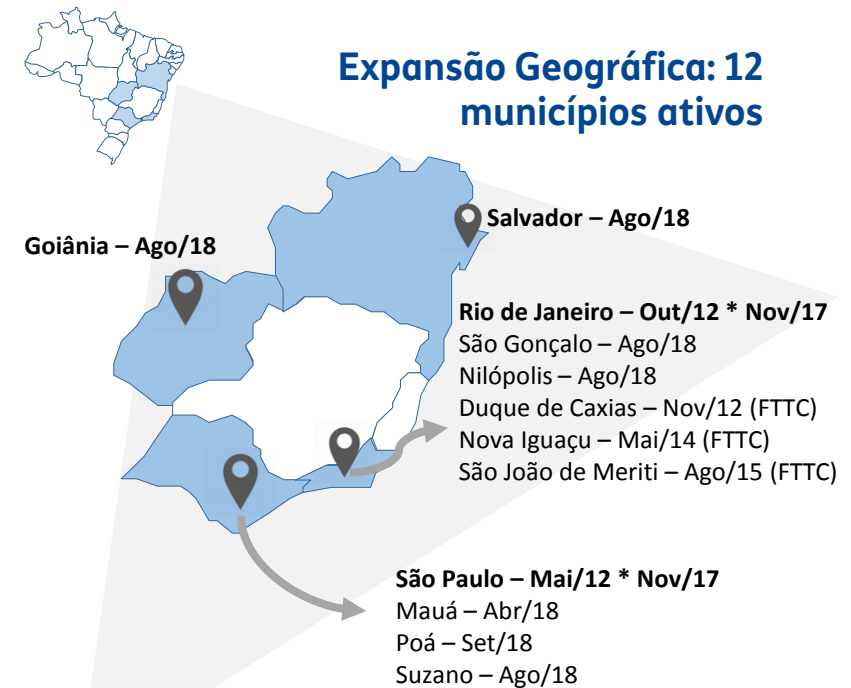 Expansão Geográfica: 12
municípios ativos
Salvador – Ago/18
Goiânia – Ago/18
Rio de Janeiro – Out/12 * Nov/17
São Gonçalo – Ago/18
Nilópolis – Ago/18
Duque de Caxias – Nov/12 (FTTC)
Nova Iguaçu – Mai/14 (FTTC)
São João de Meriti – Ago/15 (FTTC)
São Paulo – Mai/12 * Nov/17
Mauá – Abr/18
Poá – Set/18
Suzano – Ago/18